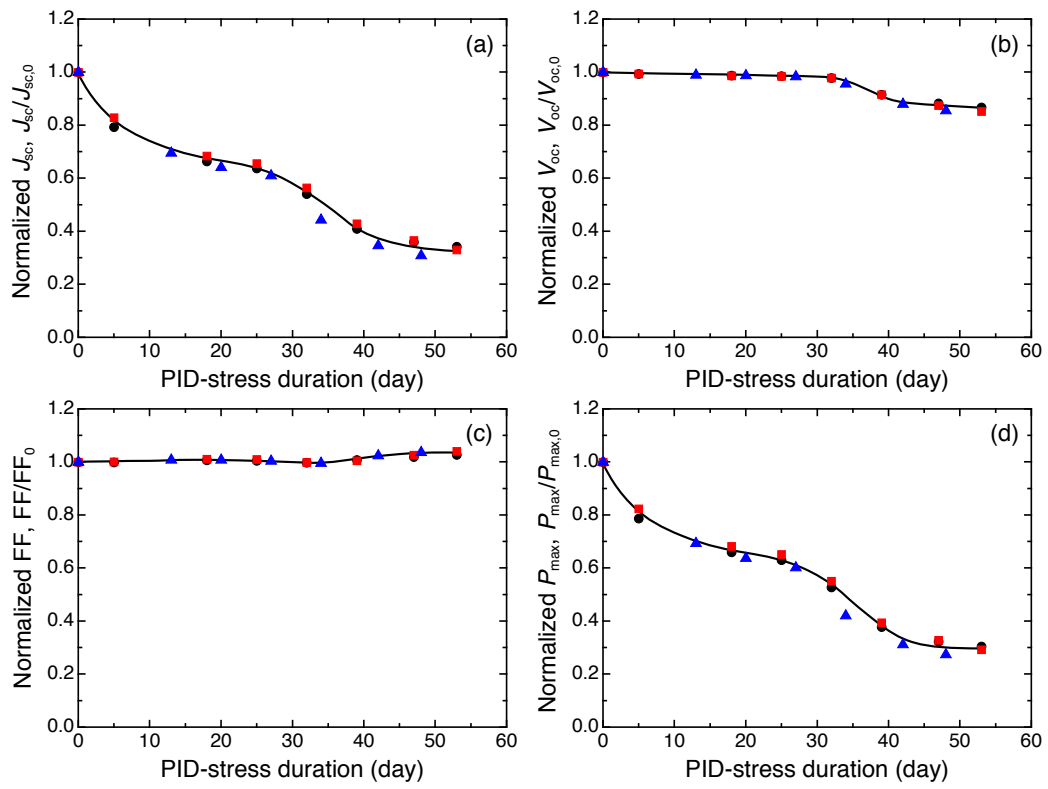 (a)
1.2
1.0
0.8
0.6
0.4
0.2
0.0
Normalized Jsc, Jsc/Jsc,0
0 10 20 30 40 50 60
PID-stress duration (day)
(b)
1.2
1.0
0.8
0.6
0.4
0.2
0.0
Normalized Voc, Voc/Voc,0
0 10 20 30 40 50 60
PID-stress duration (day)
(c)
1.2
1.0
0.8
0.6
0.4
0.2
0.0
Normalized FF, FF/FF0
0 10 20 30 40 50 60
PID-stress duration (day)
(d)
1.2
1.0
0.8
0.6
0.4
0.2
0.0
Normalized Pmax, Pmax/Pmax,0
0 10 20 30 40 50 60
PID-stress duration (day)